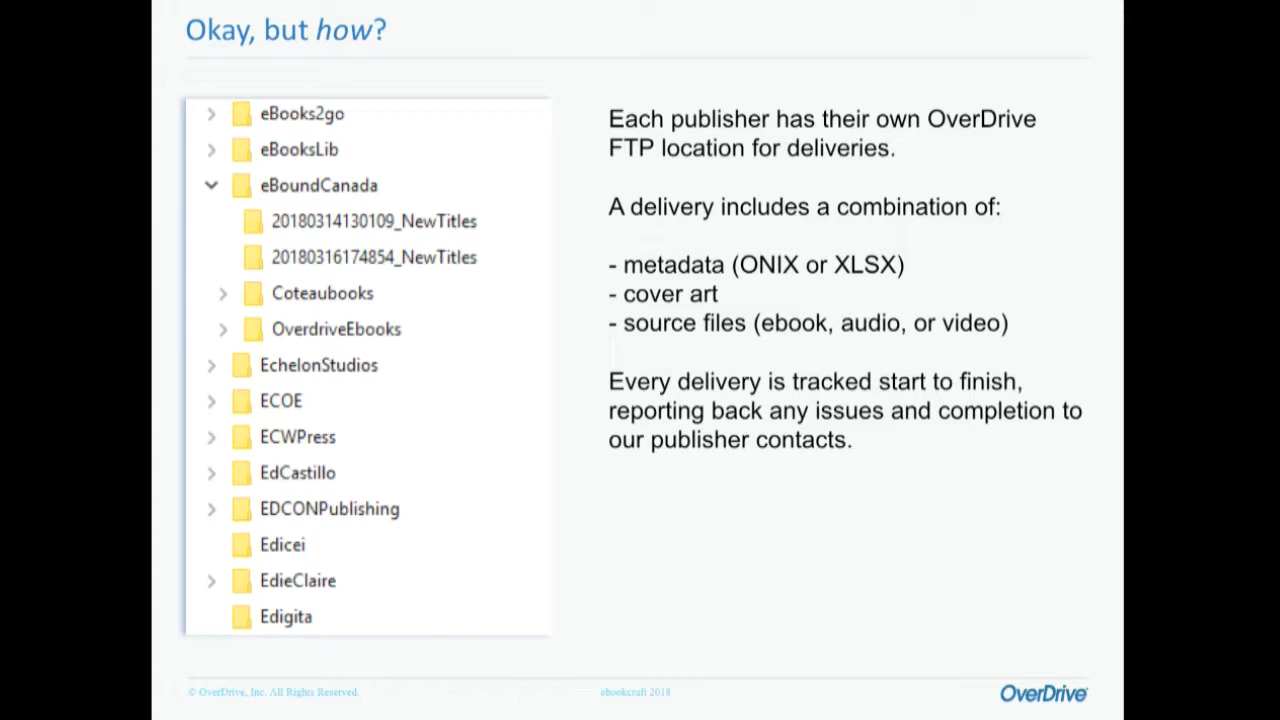 Okay, but how?
eBooks2go
eBooksLib
eBoundCanada
20180314130109_NewTitles
20180316174854_NewTitles
Coteaubooks
OverdriveEbooks
EchelonStudios
ECOE
ECWPress
EdCastillo
EDCONPublishing
Edicei
EdieClaire
Edigita
Each publisher has their own OverDrive
FTP location for deliveries.
A delivery includes a combination of:
- metadata (ONIX or XLSX)
- cover art
- source files (ebook, audio, or video)
Every delivery is tracked start to finish,
reporting back any issues and completion to
our publisher contacts.
© OverDrive, Inc. All Rights Reserved.
ebookcraft 2018
OverDrive